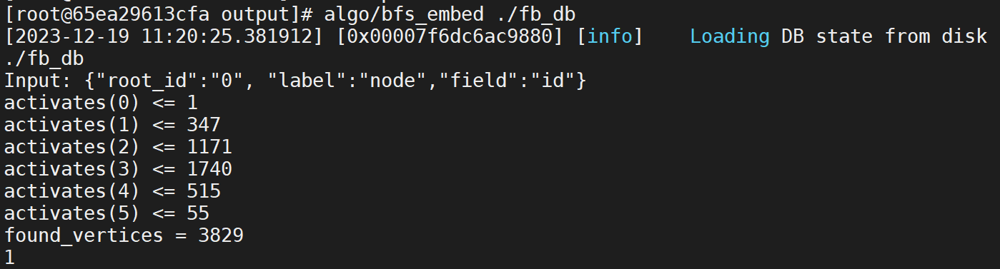 [root@65ea29613cfa output]# algo/bfs_embed ./fb_db
[2023-12-19 11:20:25.381912] [0x00007f6dc6ac9880] [info]    Loading DB state from disk
./fb_db
Input: {"root_id":"0", "label":"node","field":"id"}
activates(0) <= 1
activates(1) <= 347
activates(2) <= 1171
activates(3) <= 1740
activates(4) <= 515
activates(5) <= 55
found_vertices = 3829
1